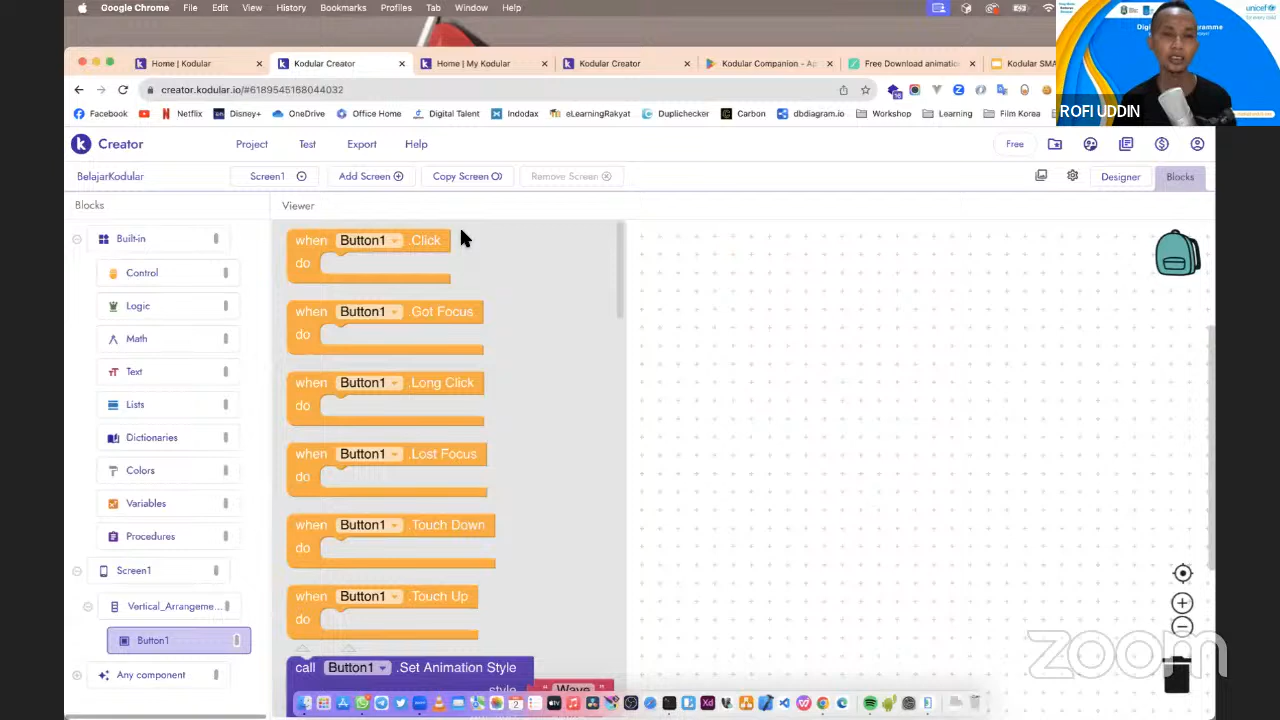 Google Chrome File Edit View History Bookmarks Profiles Tab Window Help
unicef
for every child
ROFI UDDIN
Home | Kodular
Kodular Creator
Home | My Kodular
Kodular Creator
Kodular Companion - Ap
Free Download animation
Kodular SMA
creator.kodular.io/#6189545168044032
Facebook
Netflix
Disney+
OneDrive
Office Home
Digital Talent
Indodax
eLearningRakyat
Duplichecker
Carbon
dbdiagram.io
Workshop
Learning
Film Korea
Creator
Project
Test
Export
Help
Free
BelajarKodular
Screen1
Add Screen
Copy Screen
Remove Screen
Designer
Blocks
Blocks
Viewer
Built-in
Control
Logic
Math
Text
Lists
Dictionaries
Colors
Variables
Procedures
Screen1
Vertical_Arrangeme...
Button1
Any component
when Button1 .Click
do
when Button1 .Got Focus
do
when Button1 .Long Click
do
when Button1 .Lost Focus
do
when Button1 .Touch Down
do
when Button1 .Touch Up
do
call Button1 .Set Animation Style
style " Wave "
zoom